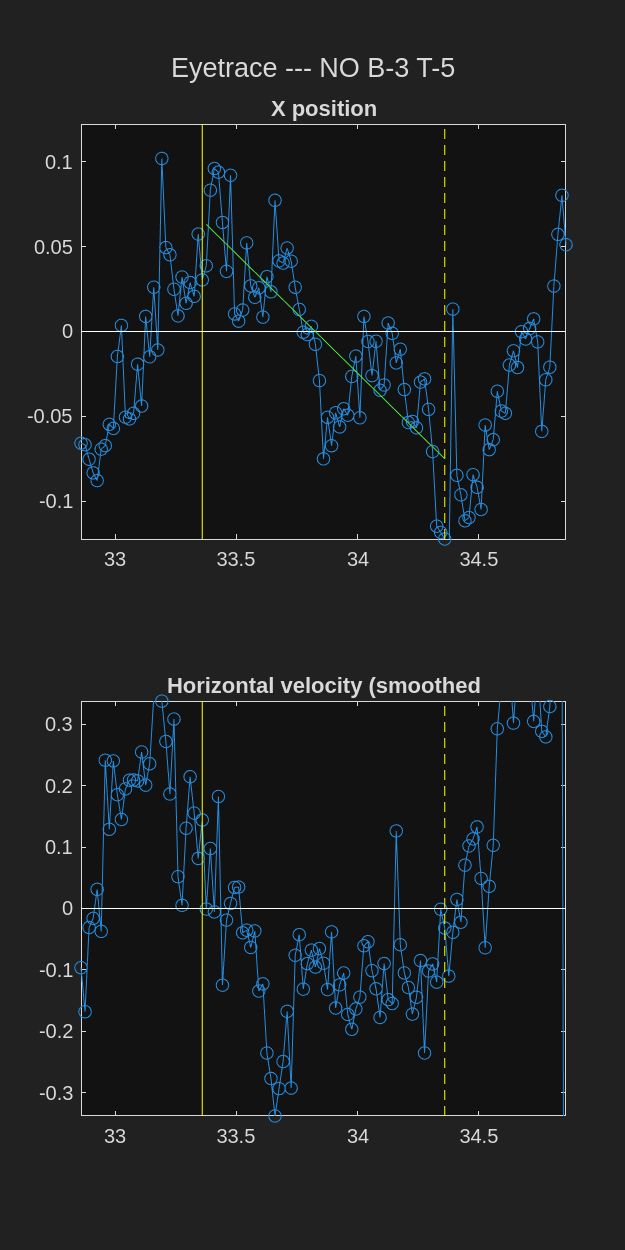 Eyetrace --- NO B-3 T-5
X position
0.1
0.05
0
-0.05
-0.1
33 33.5 34 34.5
Horizontal velocity (smoothed
0.3
0.2
0.1
0
-0.1
-0.2
-0.3
33 33.5 34 34.5